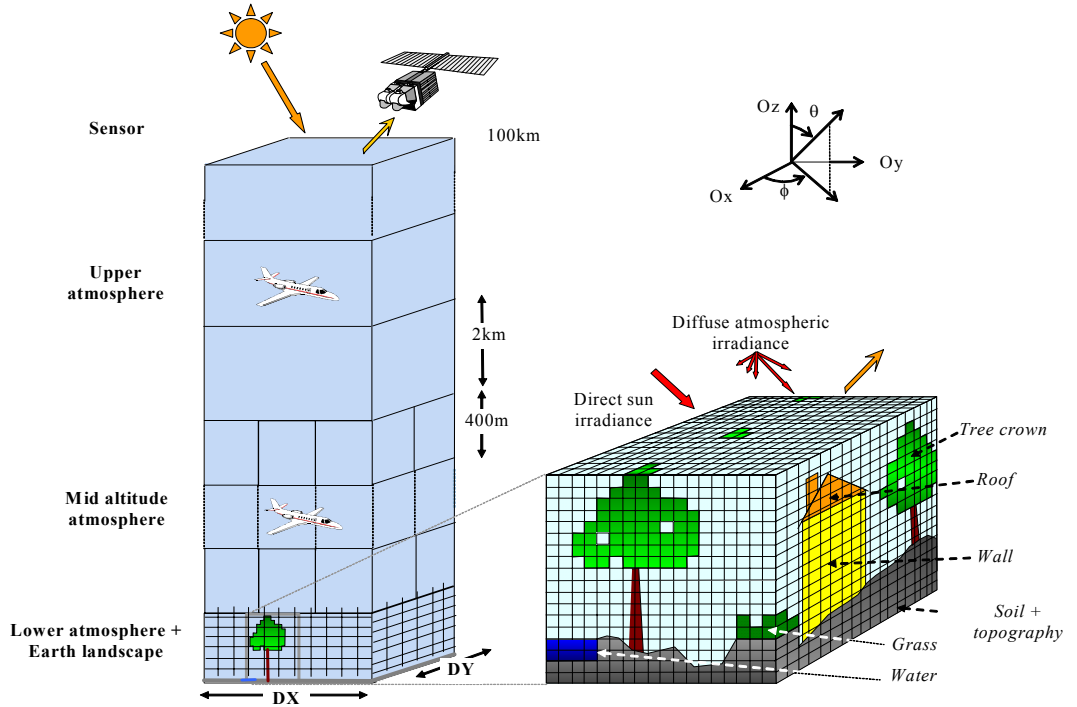 Sensor
100km
Oz
θ
Oy
Ox
ϕ
Upper
atmosphere
2km
Diffuse atmospheric
irradiance
400m
Direct sun
irradiance
Tree crown
Roof
Mid altitude
atmosphere
Wall
Soil +
topography
Lower atmosphere +
Earth landscape
Grass
Water
DY
DX